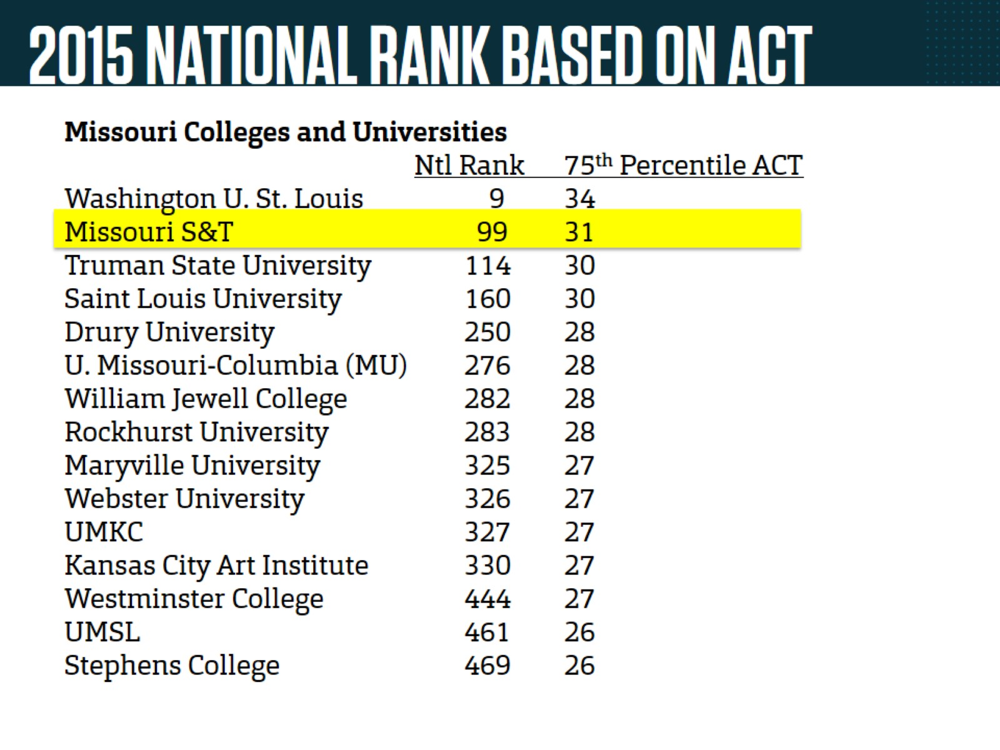 2015 NATIONAL RANK BASED ON ACT
Missouri Colleges and Universities
Ntl Rank 75th Percentile ACT
Washington U. St. Louis 9 34
Missouri S&T 99 31
Truman State University 114 30
Saint Louis University 160 30
Drury University 250 28
U. Missouri-Columbia (MU) 276 28
William Jewell College 282 28
Rockhurst University 283 28
Maryville University 325 27
Webster University 326 27
UMKC 327 27
Kansas City Art Institute 330 27
Westminster College 444 27
UMSL 461 26
Stephens College 469 26